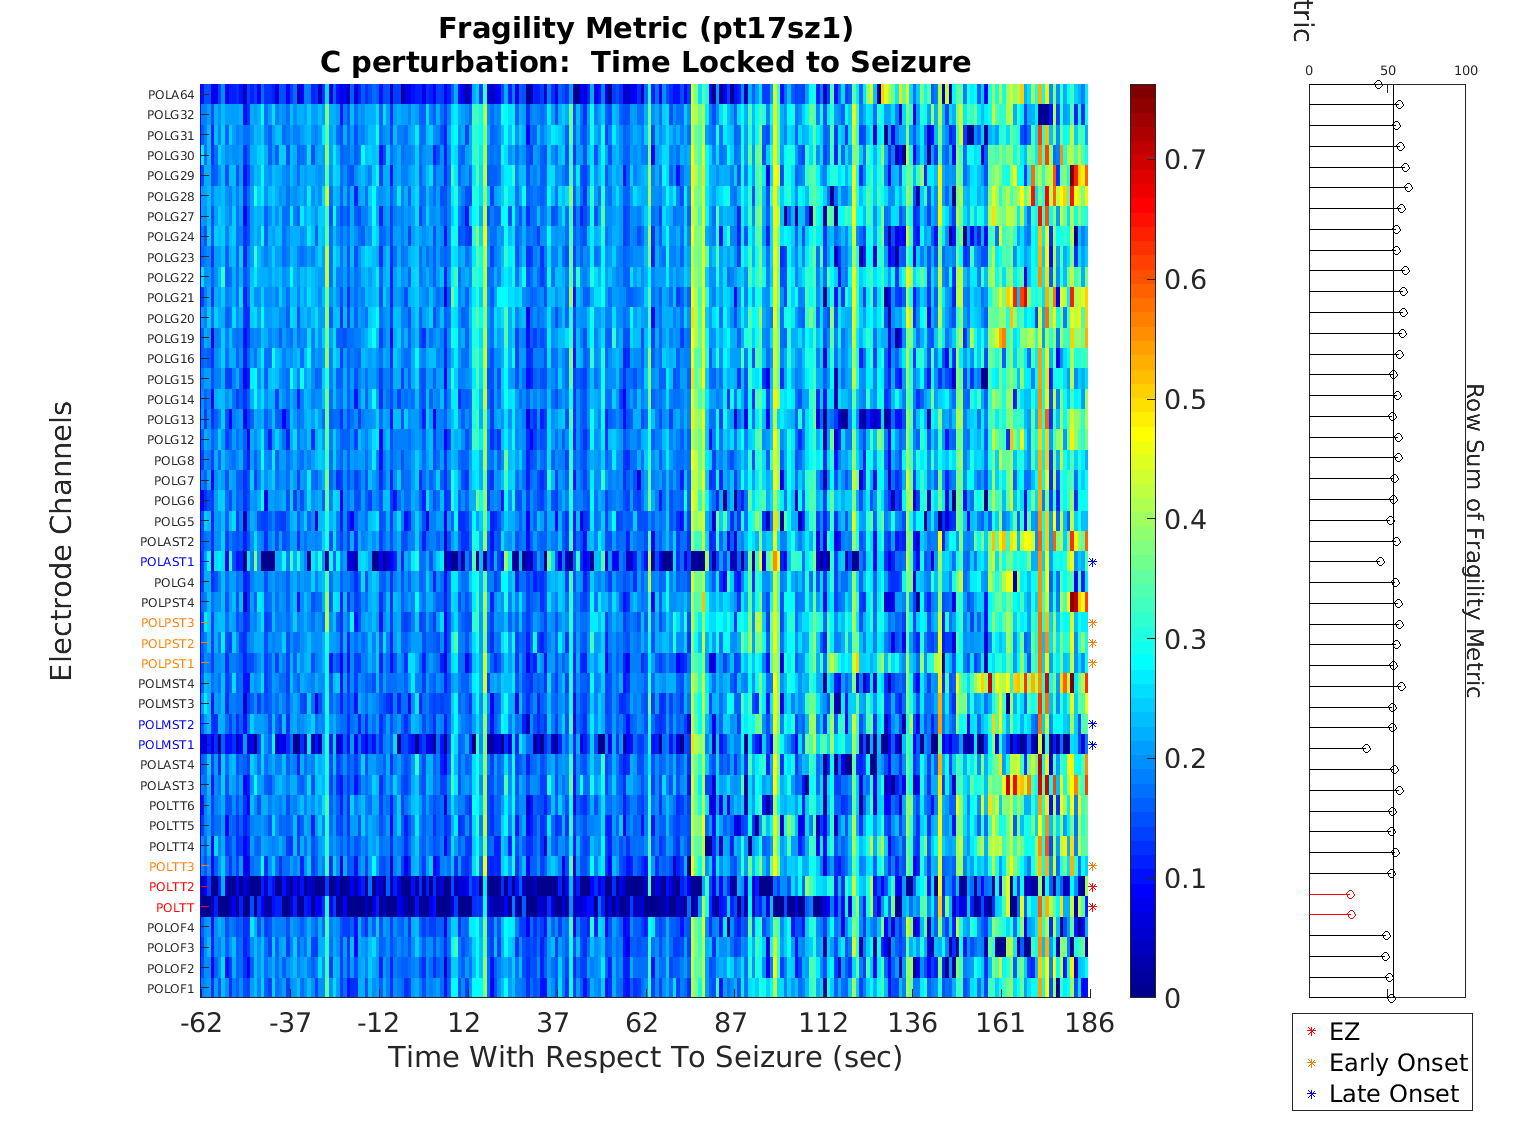 Fragility Metric (pt17sz1)
C perturbation:  Time Locked to Seizure
tric
0 50 100
Electrode Channels
POLA64
POLG32
POLG31
POLG30
POLG29
POLG28
POLG27
POLG24
POLG23
POLG22
POLG21
POLG20
POLG19
POLG16
POLG15
POLG14
POLG13
POLG12
POLG8
POLG7
POLG6
POLG5
POLAST2
POLAST1
POLG4
POLPST4
POLPST3
POLPST2
POLPST1
POLMST4
POLMST3
POLMST2
POLMST1
POLAST4
POLAST3
POLTT6
POLTT5
POLTT4
POLTT3
POLTT2
POLTT
POLOF4
POLOF3
POLOF2
POLOF1
-62 -37 -12 12 37 62 87 112 136 161 186
Time With Respect To Seizure (sec)
0.7
0.6
0.5
0.4
0.3
0.2
0.1
0
Row Sum of Fragility Metric
EZ
Early Onset
Late Onset